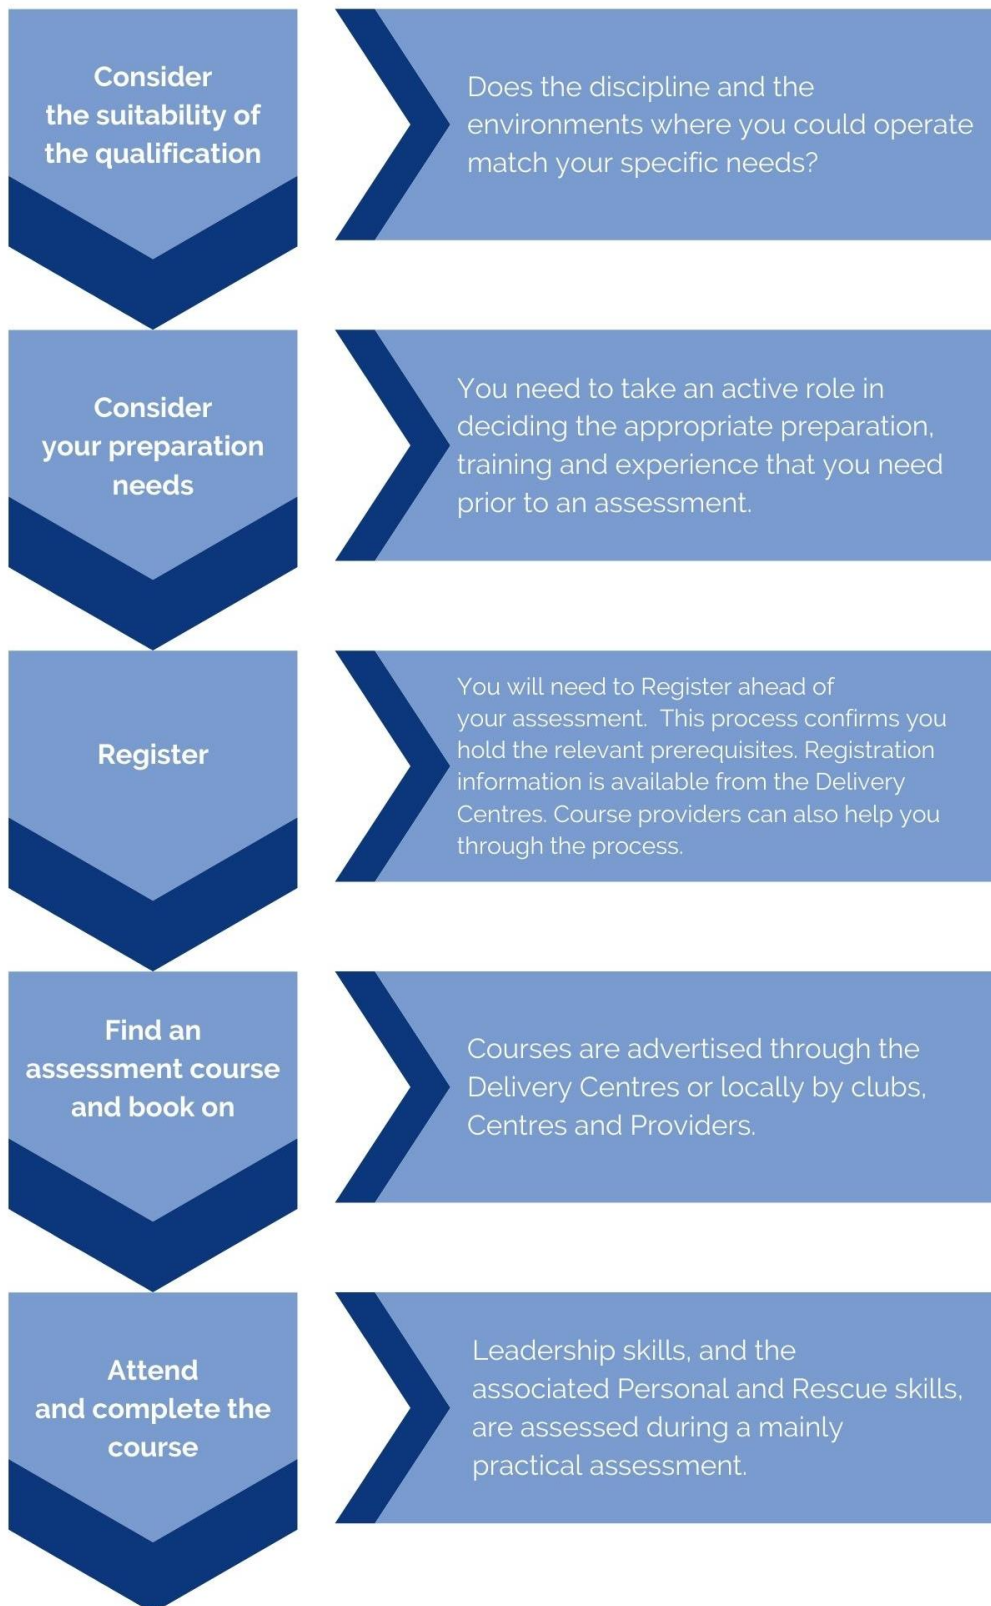 Consider
the suitability of
the qualification
Does the discipline and the
environments where you could operate
match your specific needs?
Consider
your preparation
needs
You need to take an active role in
deciding the appropriate preparation,
training and experience that you need
prior to an assessment.
Register
You will need to Register ahead of
your assessment.  This process confirms you
hold the relevant prerequisites. Registration
information is available from the Delivery
Centres. Course providers can also help you
through the process.
Find an
assessment course
and book on
Courses are advertised through the
Delivery Centres or locally by clubs,
Centres and Providers.
Attend
and complete the
course
Leadership skills, and the
associated Personal and Rescue skills,
are assessed during a mainly
practical assessment.